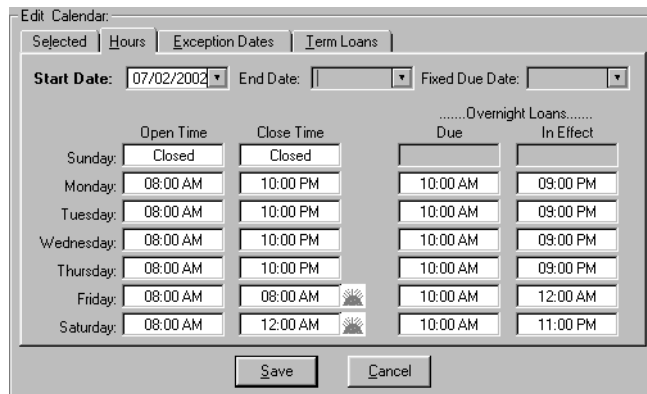 Edit Calendar:
Selected Hours Exception Dates Term Loans
Start Date: 07/02/2002 End Date: Fixed Due Date:
.......Overnight Loans.......
Open Time Close Time Due In Effect
Sunday: Closed Closed
Monday: 08:00 AM 10:00 PM 10:00 AM 09:00 PM
Tuesday: 08:00 AM 10:00 PM 10:00 AM 09:00 PM
Wednesday: 08:00 AM 10:00 PM 10:00 AM 09:00 PM
Thursday: 08:00 AM 10:00 PM 10:00 AM 09:00 PM
Friday: 08:00 AM 08:00 AM 10:00 AM 12:00 AM
Saturday: 08:00 AM 12:00 AM 10:00 AM 11:00 PM
Save Cancel